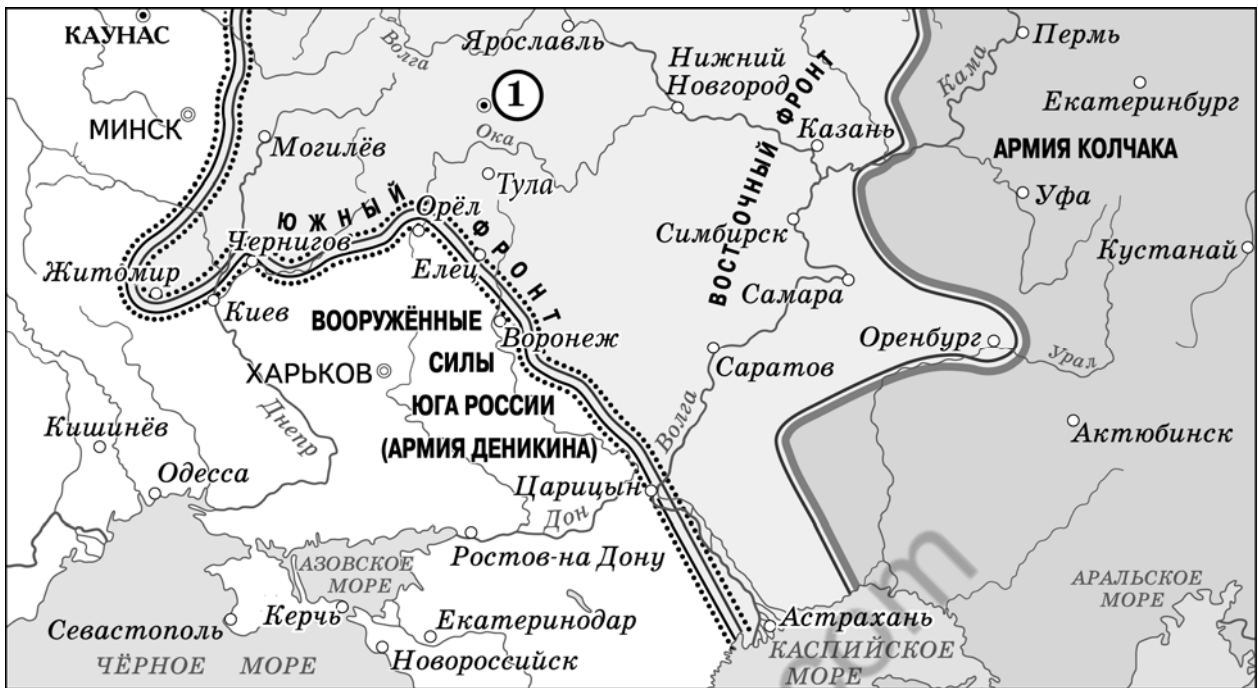 КАУНАС
Волга
Ярославль
Нижний
Новгород
Пермь
Кама
Екатеринбург
МИНСК
1
Могилёв
Ока
Казань
АРМИЯ КОЛЧАКА
Тула
Уфа
ЮЖНЫЙ ФРОНТ
ВОСТОЧНЫЙ ФРОНТ
Орёл
Чернигов
Симбирск
Кустанай
Житомир
Елец
Самара
Киев
ВООРУЖЁННЫЕ
СИЛЫ
ЮГА РОССИИ
(АРМИЯ ДЕНИКИНА)
Воронеж
Оренбург
Урал
ХАРЬКОВ
Саратов
Днепр
Волга
Кишинёв
Актюбинск
Одесса
Царицын
Дон
Ростов-на Дону
АЗОВСКОЕ
МОРЕ
АРАЛЬСКОЕ
МОРЕ
Керчь
Екатеринодар
Астрахань
Севастополь
Новороссийск
КАСПИЙСКОЕ
МОРЕ
ЧЁРНОЕ МОРЕ
com